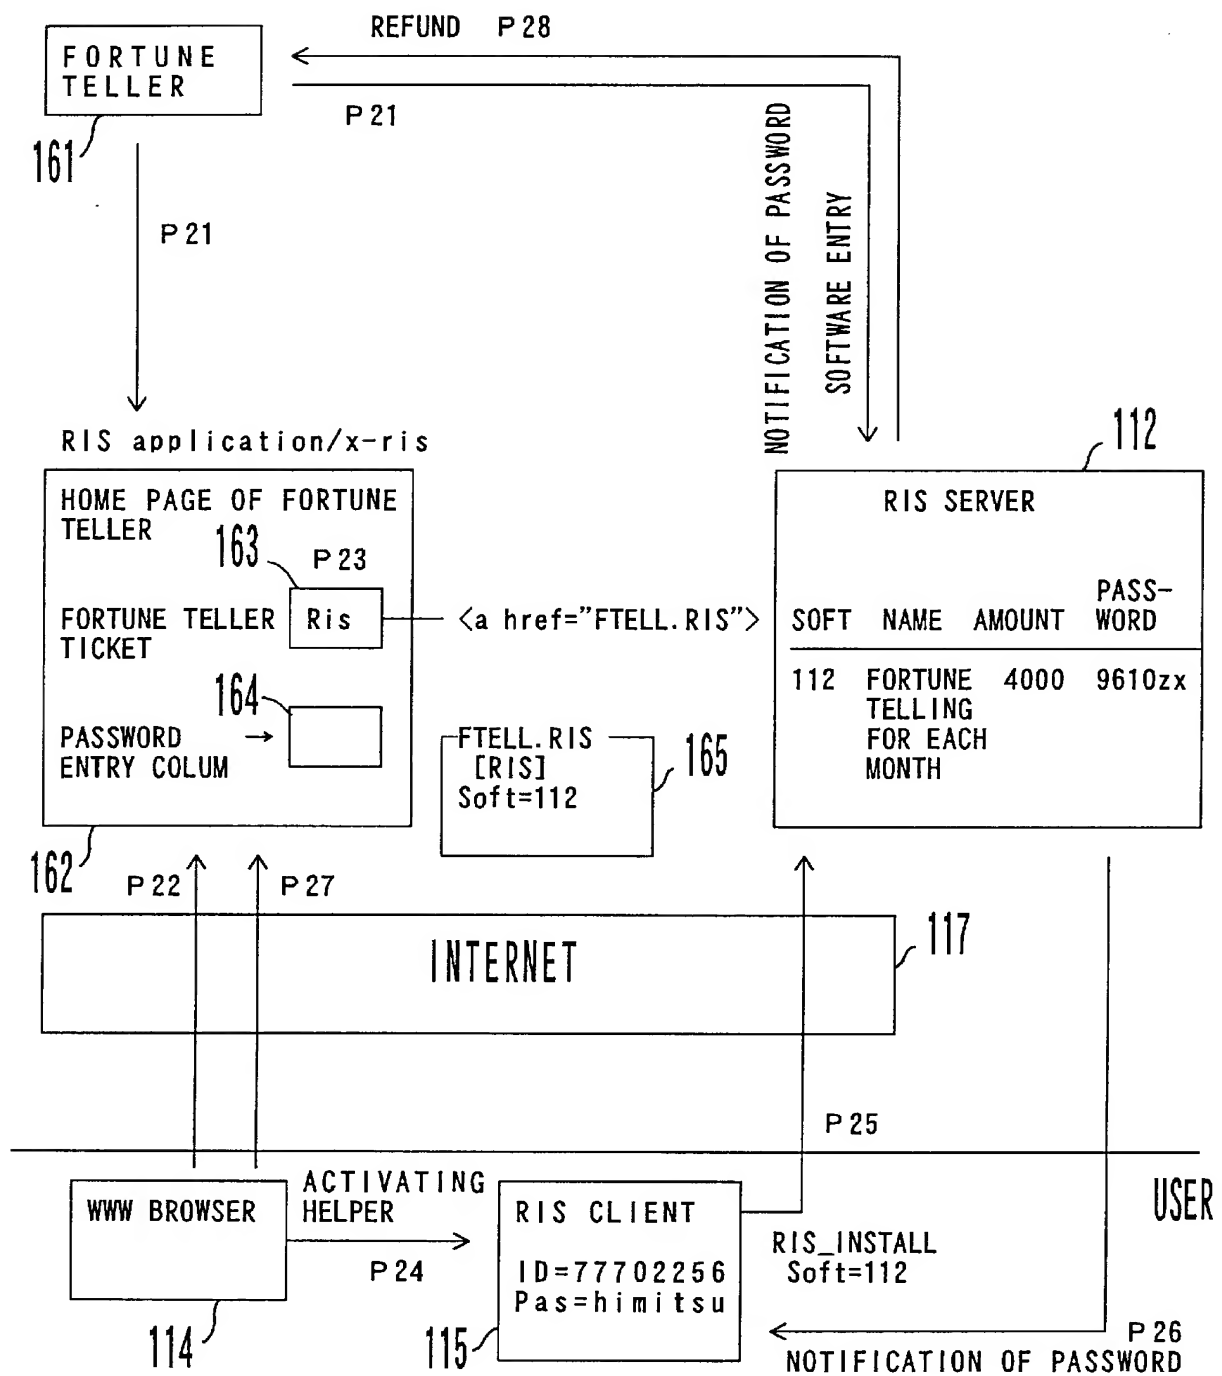 REFUND P28
FORTUNE
TELLER
161
P21
P21
NOTIFICATION OF PASSWORD
SOFTWARE ENTRY
RIS application/x-ris
HOME PAGE OF FORTUNE
TELLER
163
P23
FORTUNE TELLER
TICKET
Ris
<a href="FTELL.RIS">
164
PASSWORD →
ENTRY COLUM
162
FTELL.RIS
[RIS]
Soft=112
165
112
RIS SERVER
SOFT NAME AMOUNT PASS-
WORD
112 FORTUNE 4000 9610zx
TELLING
FOR EACH
MONTH
P22
P27
INTERNET
117
P25
USER
WWW BROWSER
114
ACTIVATING
HELPER
P24
RIS CLIENT
ID=77702256
Pas=himitsu
115
RIS_INSTALL
Soft=112
P26
NOTIFICATION OF PASSWORD